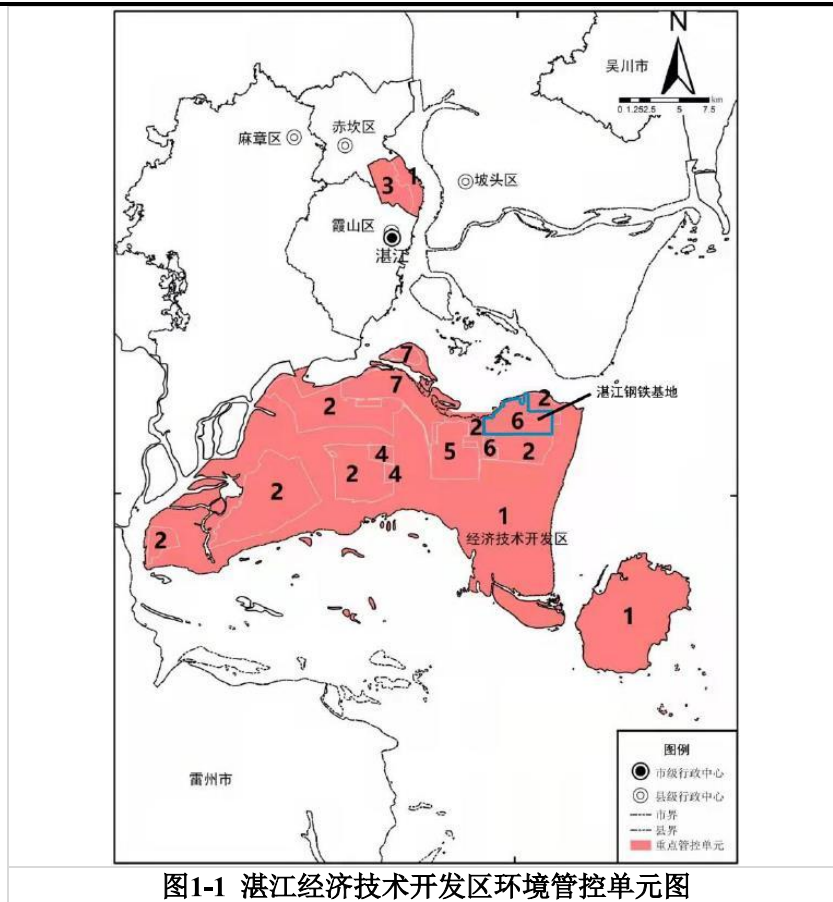 N
吴川市
0 1.252.5 5 7.5 km
赤坎区
麻章区
3 1
坡头区
霞山区
湛江
7
7
湛江钢铁基地
2
2
2
6
5
6
2
4
2
4
2
1
经济技术开发区
2
1
雷州市
图例
市级行政中心
县级行政中心
市界
县界
重点管控单元
图1-1 湛江经济技术开发区环境管控单元图